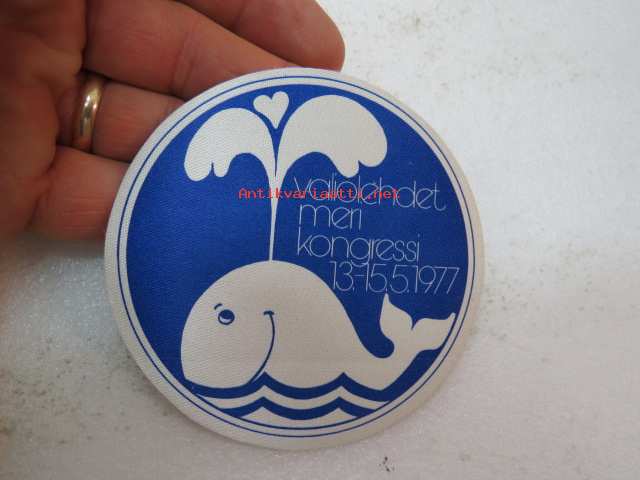 valiolehdet
Antikvariaatti.net
meri
kongressi
13.-15.5.1977